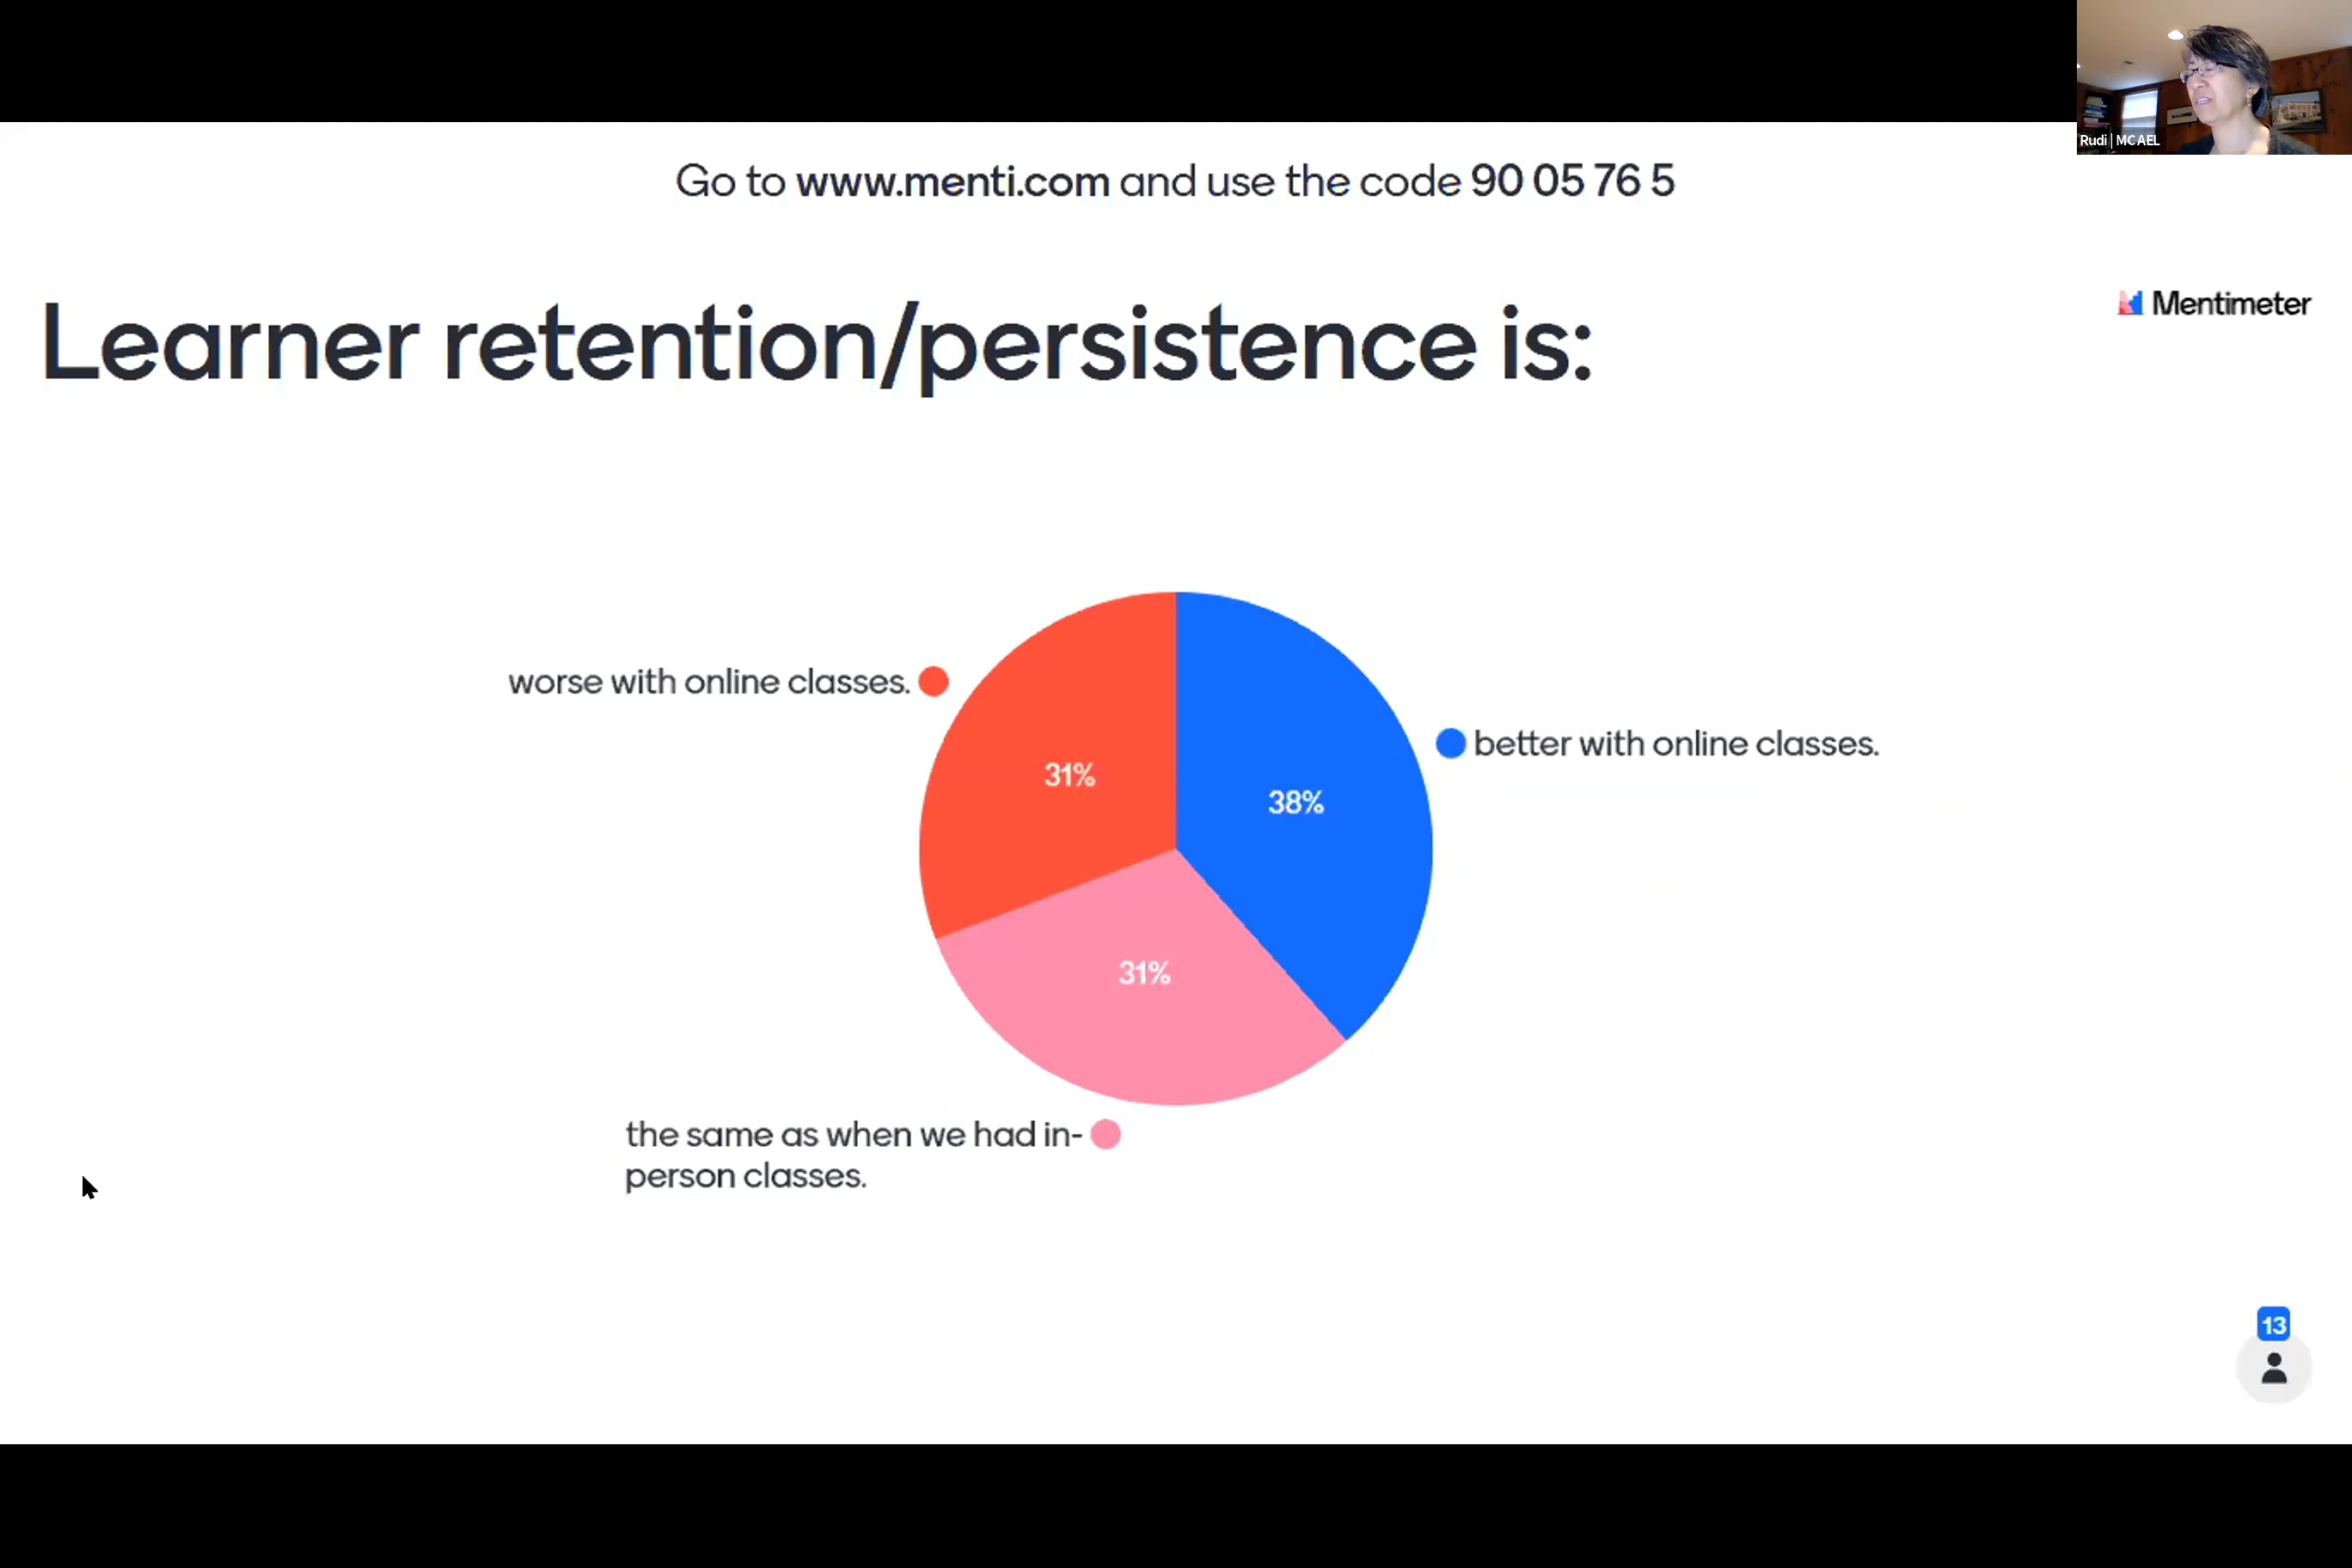 Rudi | MCAEL
Go to www.menti.com and use the code 90 05 76 5
Mentimeter
Learner retention/persistence is:
worse with online classes.
better with online classes.
31%
38%
31%
the same as when we had in-
person classes.
13